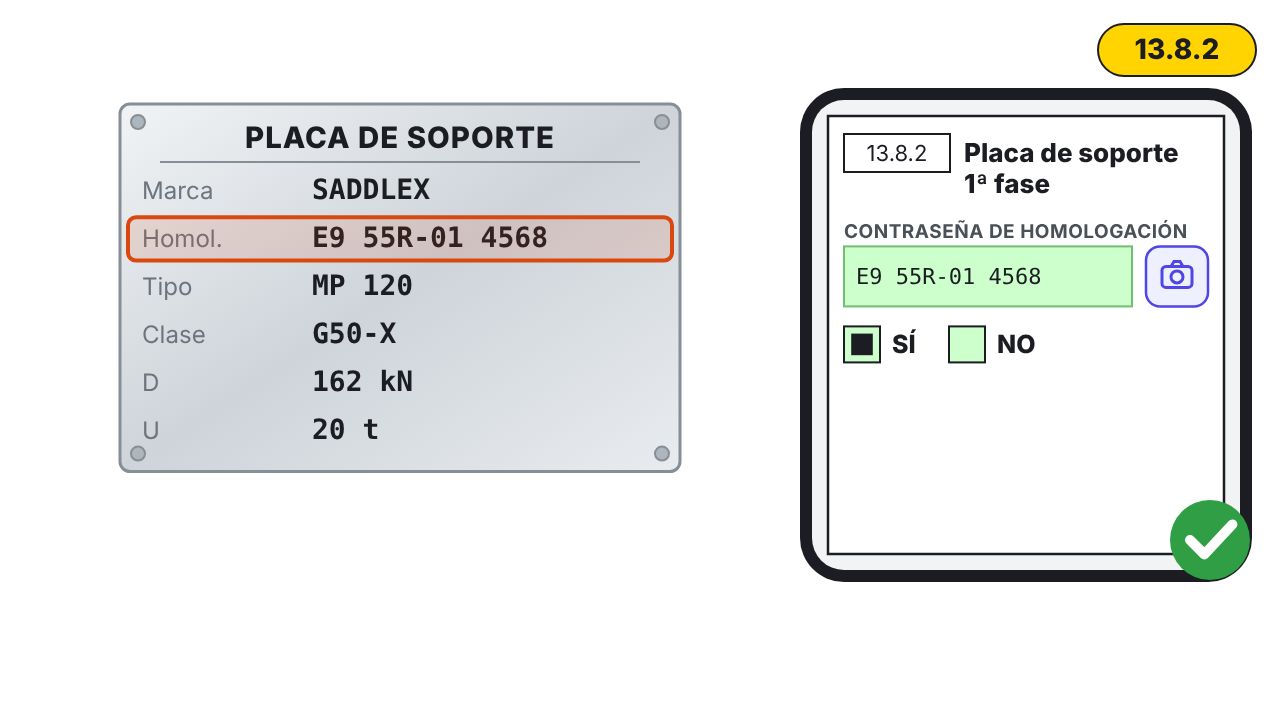 13.8.2
PLACA DE SOPORTE
Marca SADDLEX
Homol. E9 55R-01 4568
Tipo MP 120
Clase G50-X
D 162 kN
U 20 t
13.8.2 Placa de soporte
1ª fase
CONTRASEÑA DE HOMOLOGACIÓN
E9 55R-01 4568
SÍ NO